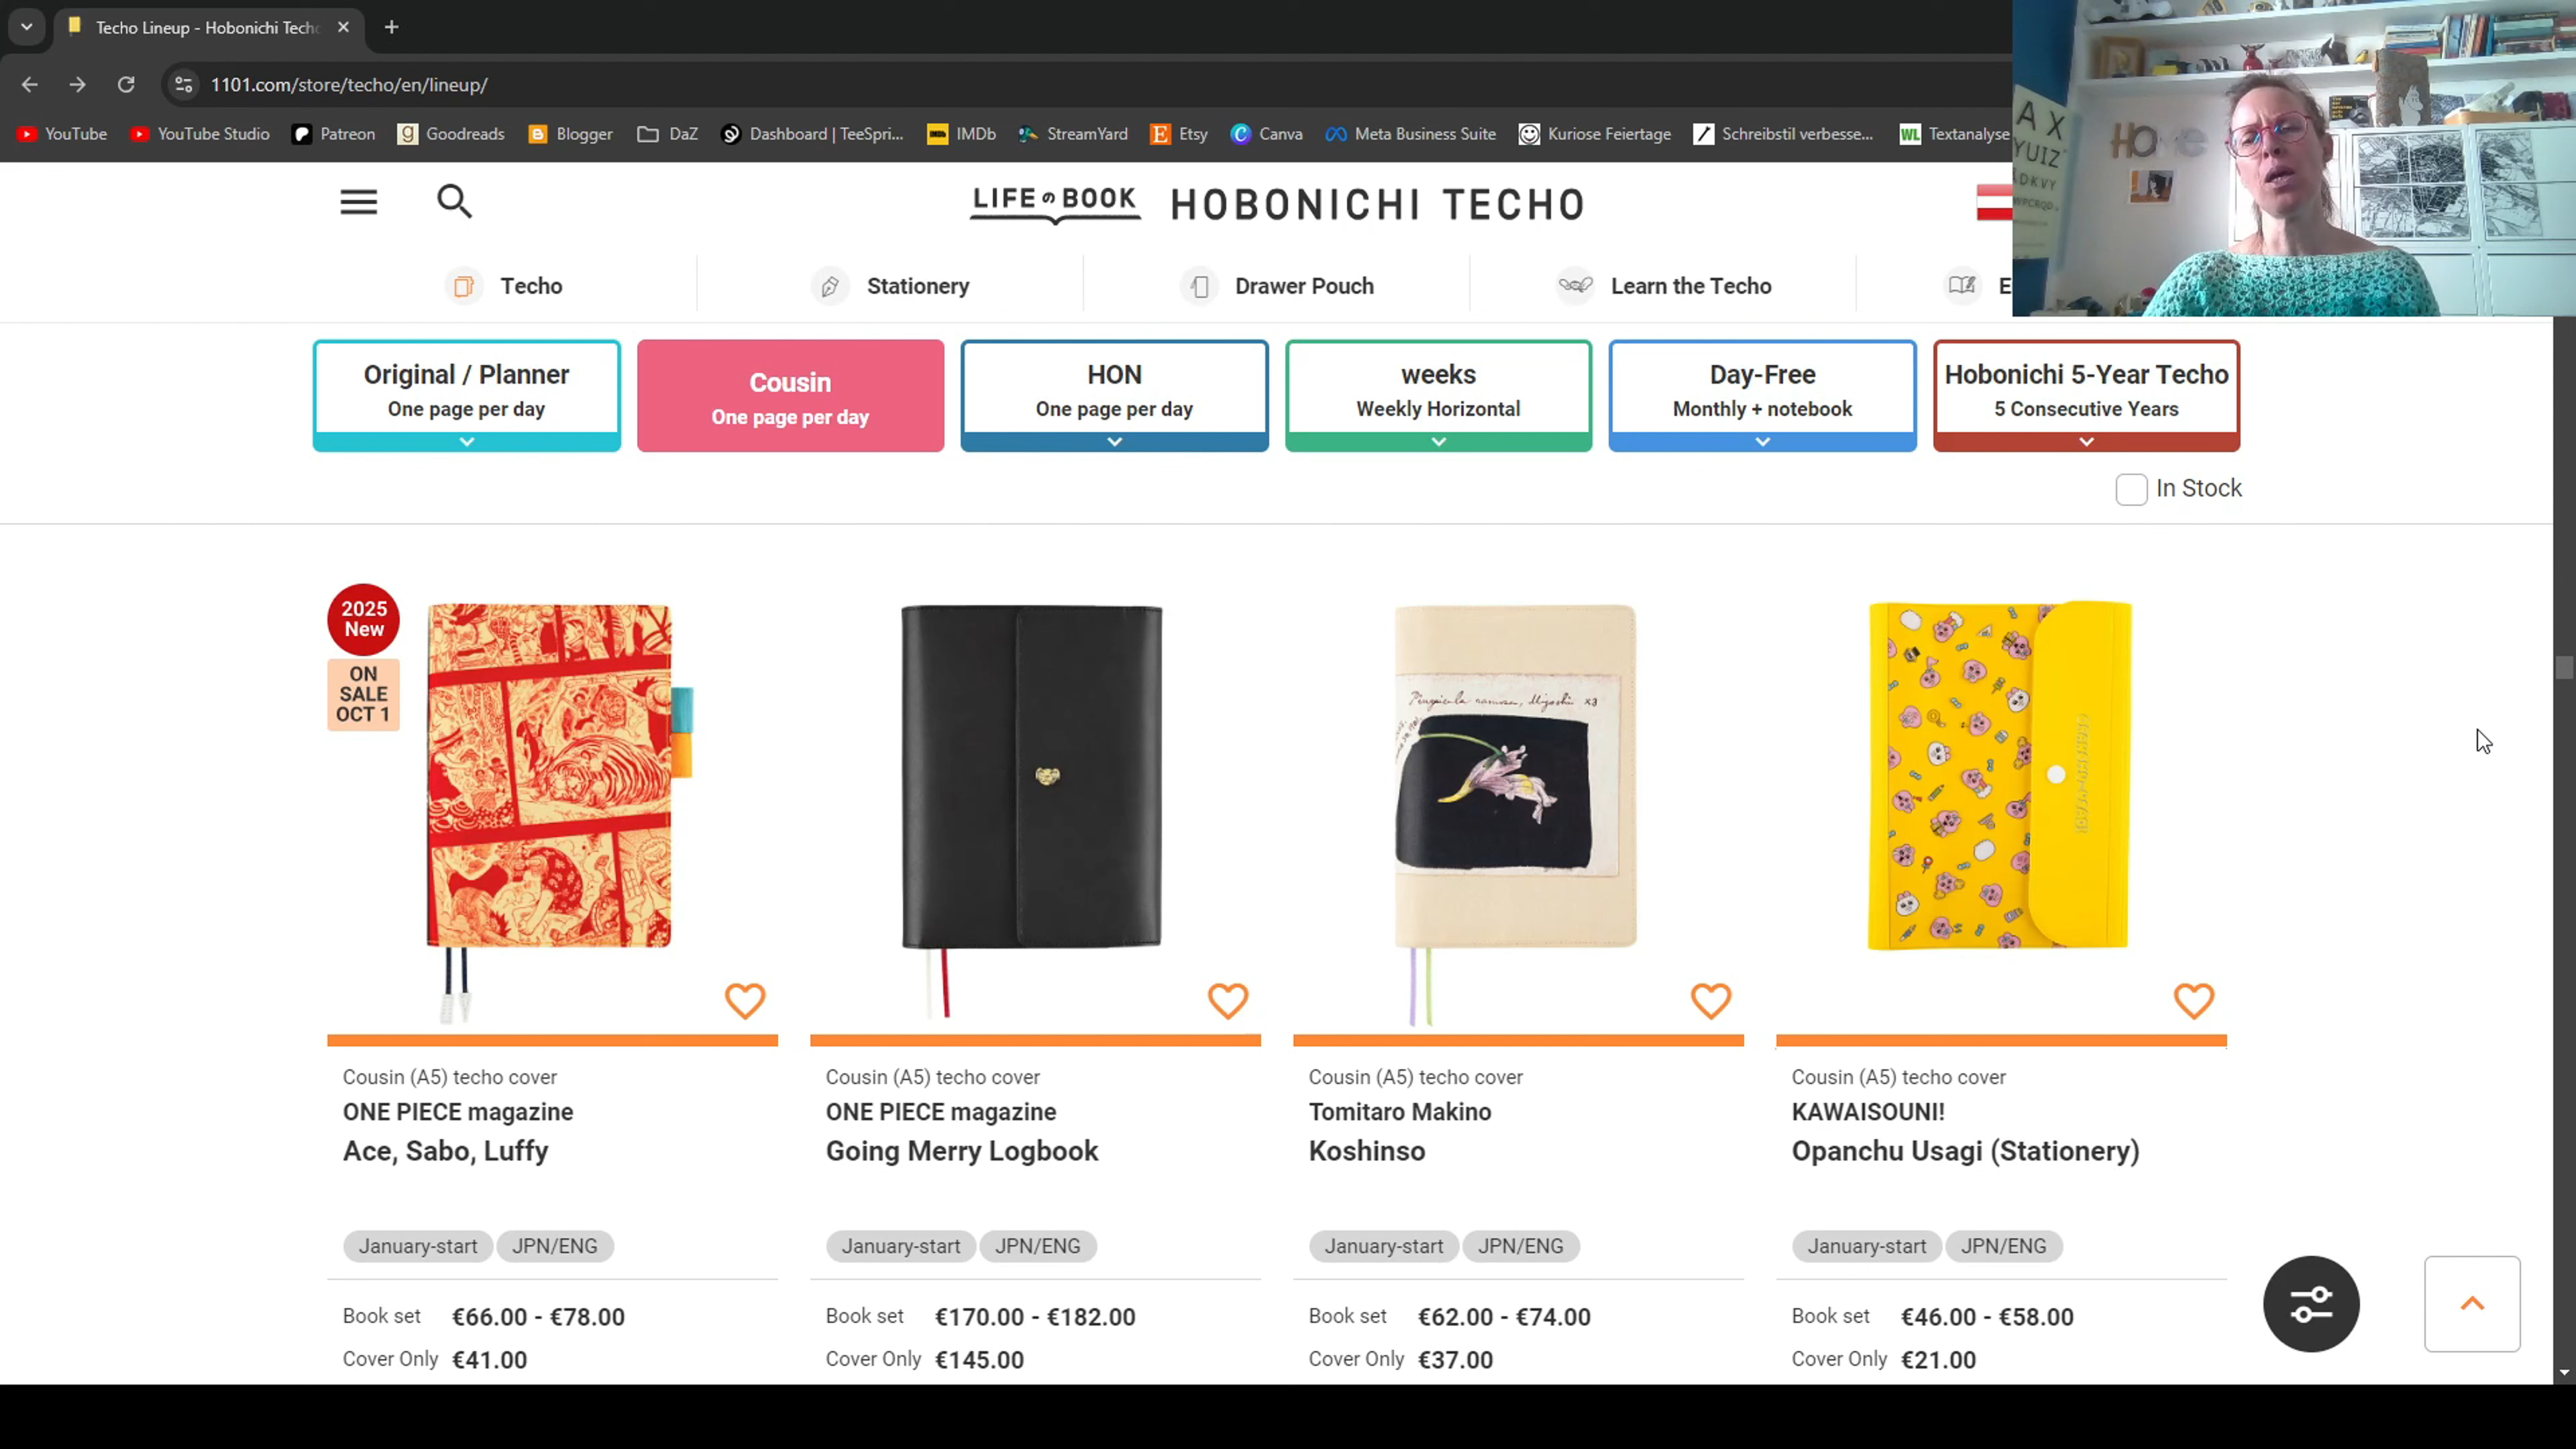 Techo Lineup - Hobonichi Techo
1101.com/store/techo/en/lineup/
YouTube YouTube Studio Patreon Goodreads Blogger DaZ Dashboard | TeeSpri... IMDb StreamYard Etsy Canva Meta Business Suite Kuriose Feiertage Schreibstil verbesse... Textanalyse
LIFE の BOOK HOBONICHI TECHO
Techo
Stationery
Drawer Pouch
Learn the Techo
E
Original / Planner
One page per day
Cousin
One page per day
HON
One page per day
weeks
Weekly Horizontal
Day-Free
Monthly + notebook
Hobonichi 5-Year Techo
5 Consecutive Years
In Stock
2025
New
ON
SALE
OCT 1
Cousin (A5) techo cover
ONE PIECE magazine
Ace, Sabo, Luffy
January-start JPN/ENG
Book set €66.00 - €78.00
Cover Only €41.00
Cousin (A5) techo cover
ONE PIECE magazine
Going Merry Logbook
January-start JPN/ENG
Book set €170.00 - €182.00
Cover Only €145.00
Cousin (A5) techo cover
Tomitaro Makino
Koshinso
January-start JPN/ENG
Book set €62.00 - €74.00
Cover Only €37.00
Cousin (A5) techo cover
KAWAISOUNI!
Opanchu Usagi (Stationery)
January-start JPN/ENG
Book set €46.00 - €58.00
Cover Only €21.00
A X
YUIZ
DKVY
Home